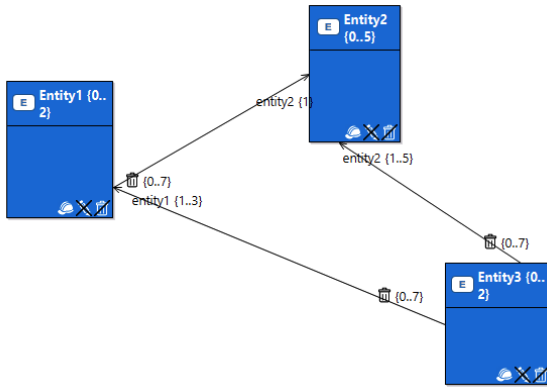 E
Entity2
{0..5}
E
Entity1 {0..
2}
entity2 {1}
entity2 {1..5}
{0..7}
entity1 {1..3}
{0..7}
E
Entity3 {0..
2}
{0..7}